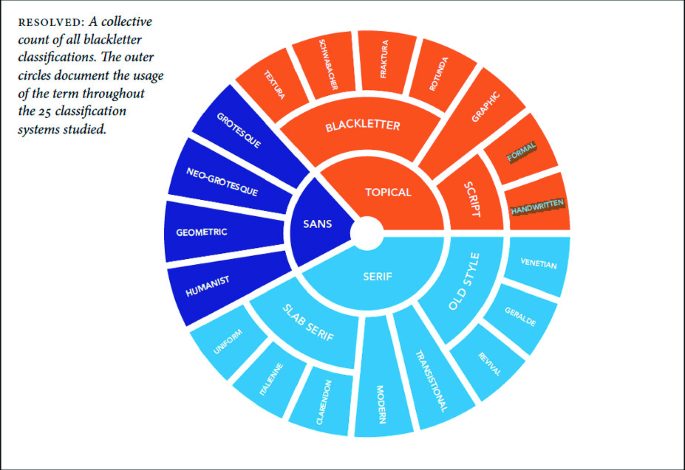 RESOLVED: A collective
count of all blackletter
classifications. The outer
circles document the usage
of the term throughout
the 25 classification
systems studied.
TEXTURA
SCHWABACHER
FRAKTURA
ROTUNDA
GRAPHIC
FORMAL
HANDWRITTEN
BLACKLETTER
SCRIPT
TOPICAL
GROTESQUE
NEO-GROTESQUE
GEOMETRIC
HUMANIST
SANS
SERIF
OLD STYLE
VENETIAN
GERALDE
REVIVAL
TRANSISTIONAL
MODERN
SLAB SERIF
CLARENDON
ITALIENNE
UNIFORM